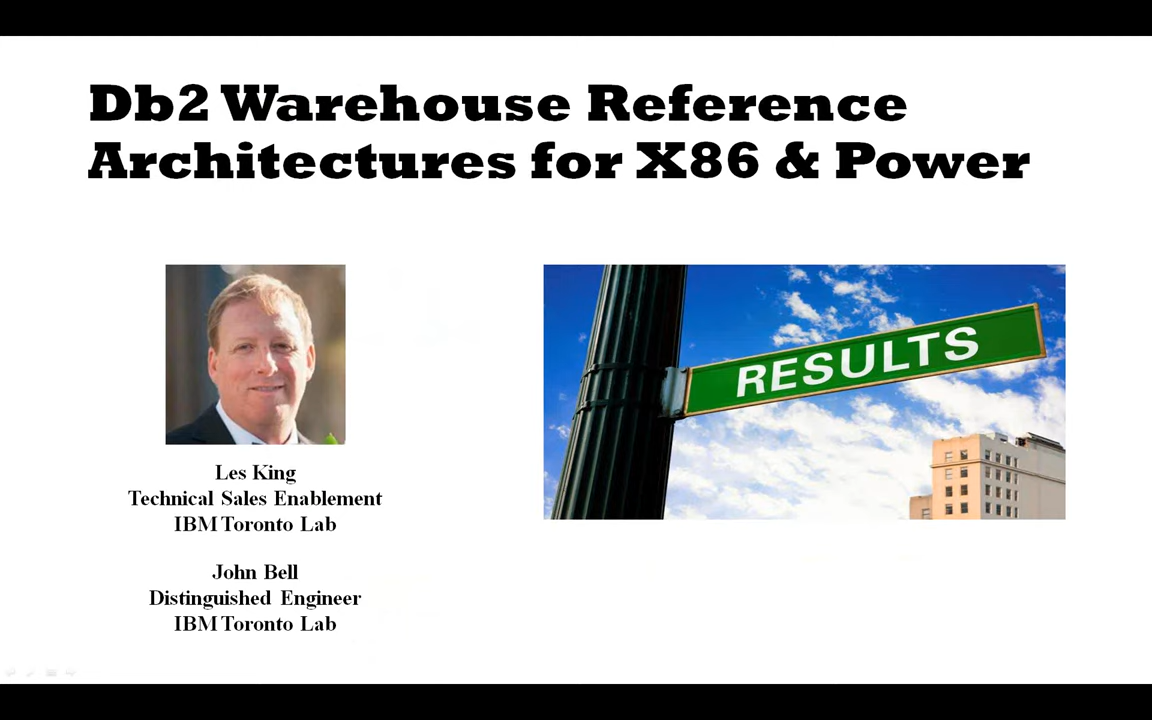 Db2 Warehouse Reference
Architectures for X86 & Power
RESULTS
Les King
Technical Sales Enablement
IBM Toronto Lab
John Bell
Distinguished Engineer
IBM Toronto Lab